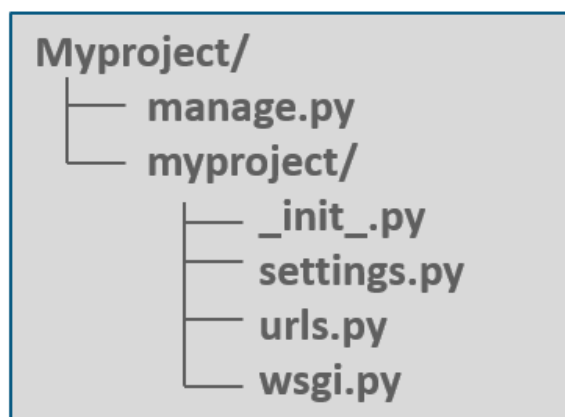 Myproject/
manage.py
myproject/
_init_.py
settings.py
urls.py
wsgi.py